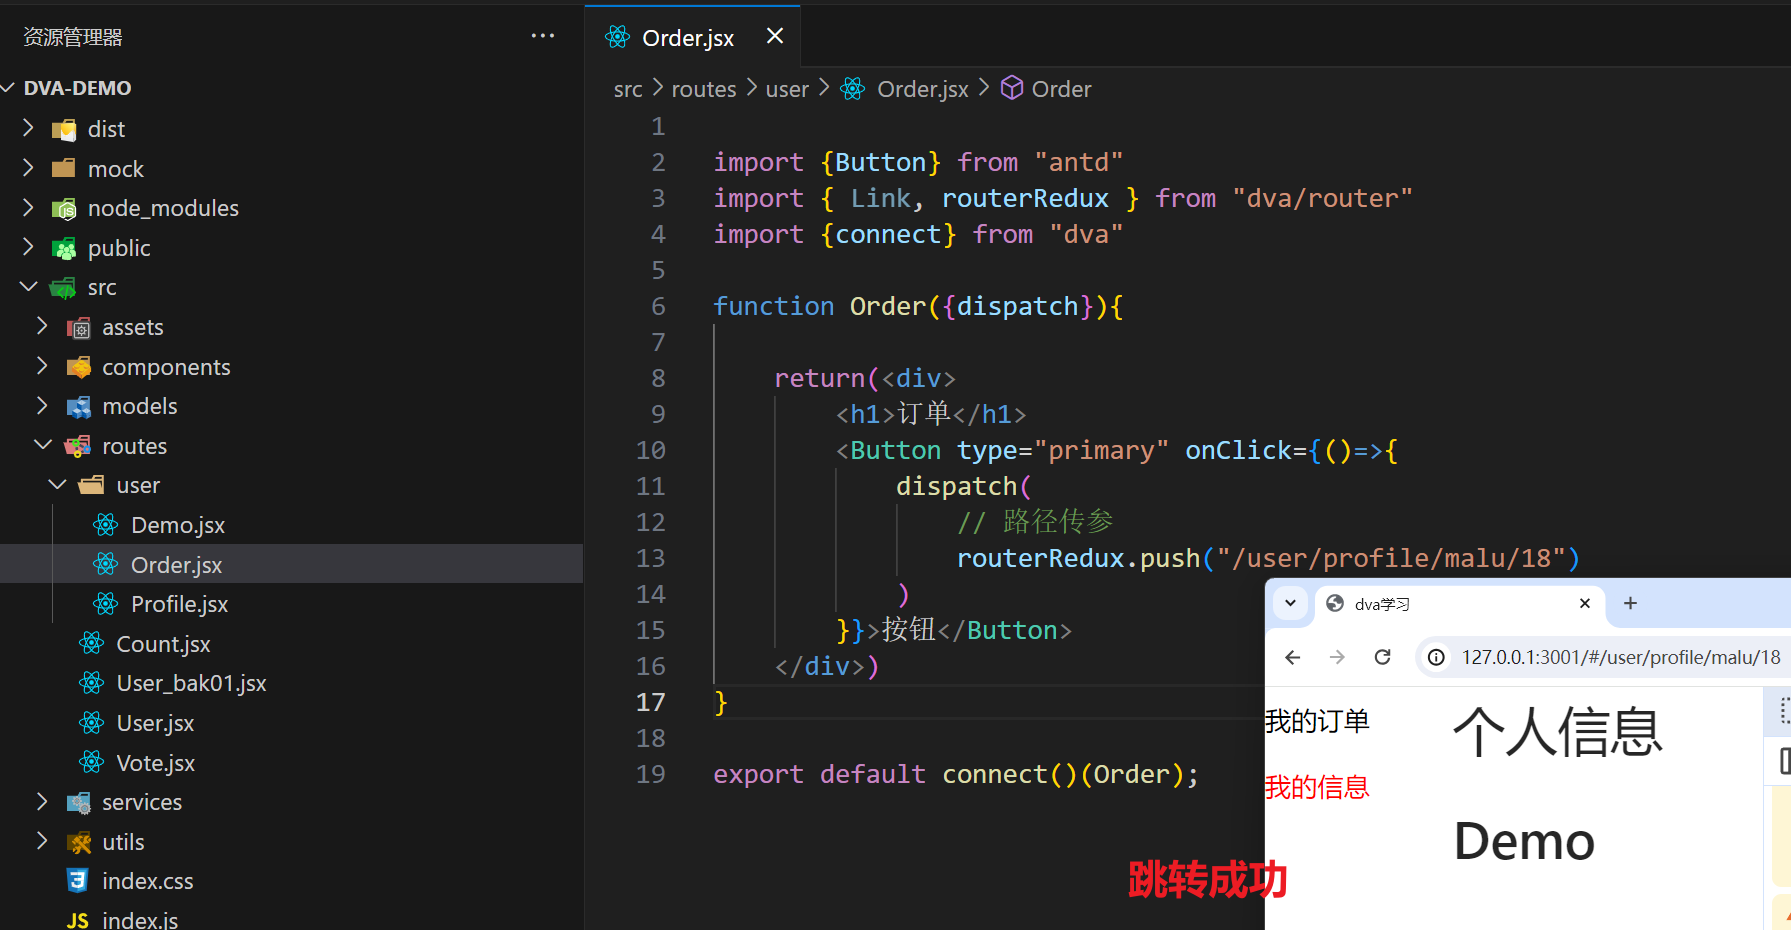 资源管理器
DVA-DEMO
dist
mock
node_modules
public
src
assets
components
models
routes
user
Demo.jsx
Order.jsx
Profile.jsx
Count.jsx
User_bak01.jsx
User.jsx
Vote.jsx
services
utils
index.css
JS index.js
Order.jsx
src > routes > user > Order.jsx > Order
1
2 import {Button} from "antd"
3 import { Link, routerRedux } from "dva/router"
4 import {connect} from "dva"
5
6 function Order({dispatch}){
7
8 return(<div>
9 <h1>订单</h1>
10 <Button type="primary" onClick={()=>{
11 dispatch(
12 // 路径传参
13 routerRedux.push("/user/profile/malu/18")
14 )
15 }}>按钮</Button>
16 </div>)
17 }
18
19 export default connect()(Order);
dva学习
127.0.0.1:3001/#/user/profile/malu/18
我的订单
我的信息
个人信息
Demo
跳转成功